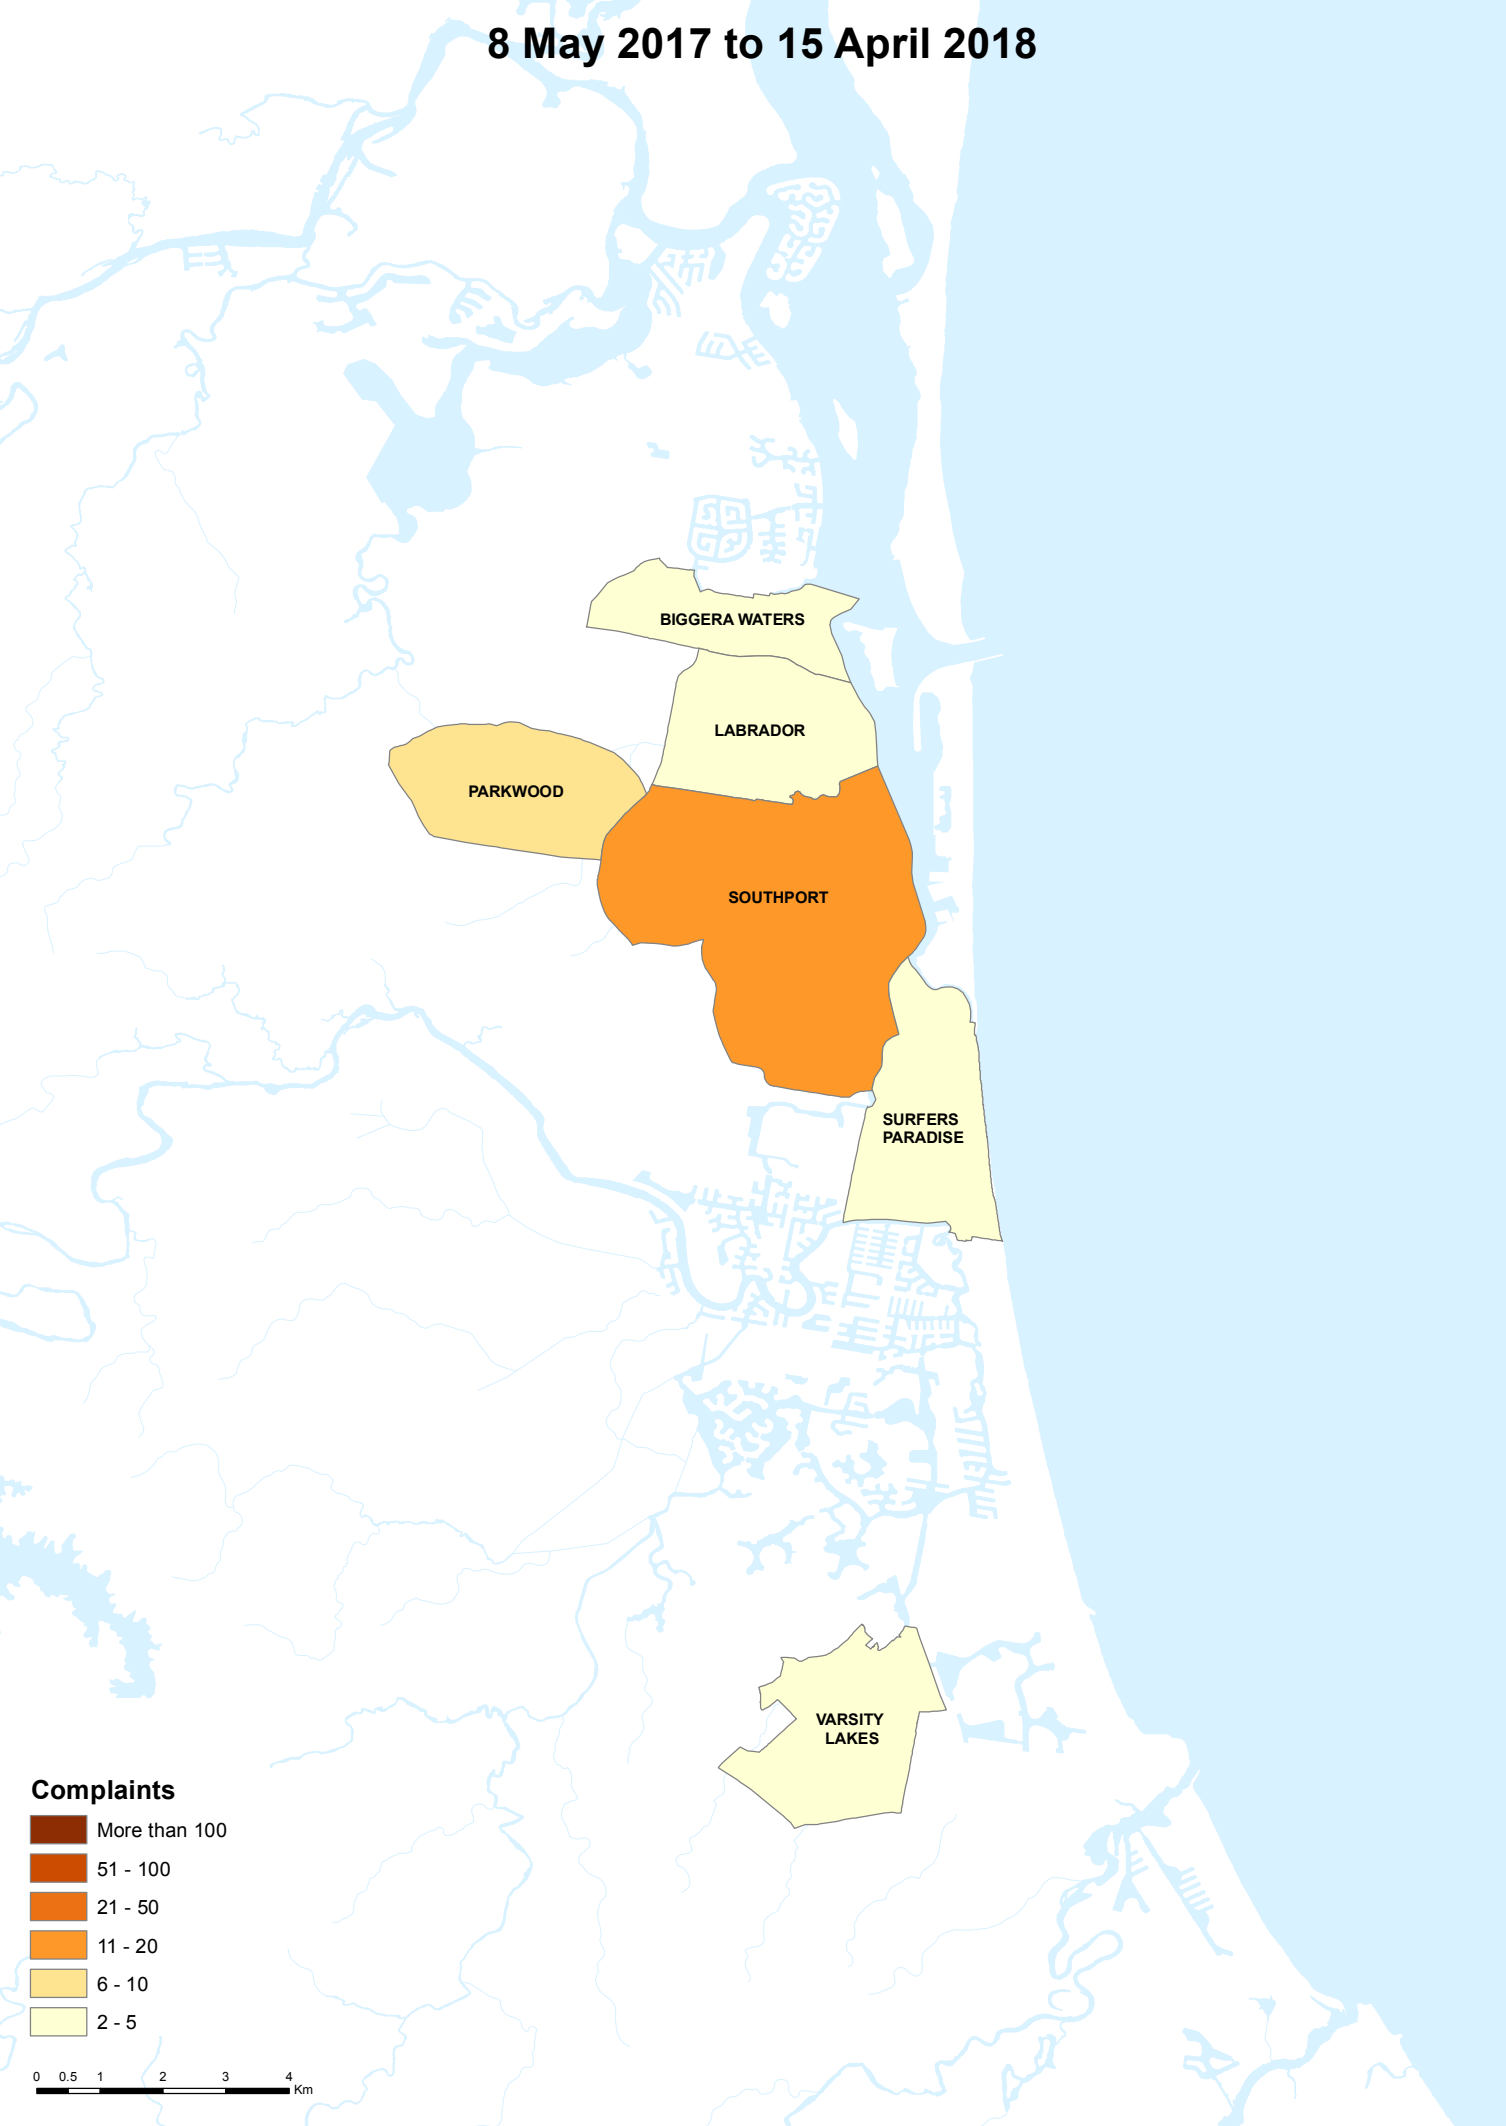 8 May 2017 to 15 April 2018
BIGGERA WATERS
LABRADOR
PARKWOOD
SOUTHPORT
SURFERS
PARADISE
VARSITY
LAKES
Complaints
More than 100
51 - 100
21 - 50
11 - 20
6 - 10
2 - 5
0 0.5 1 2 3 4
Km